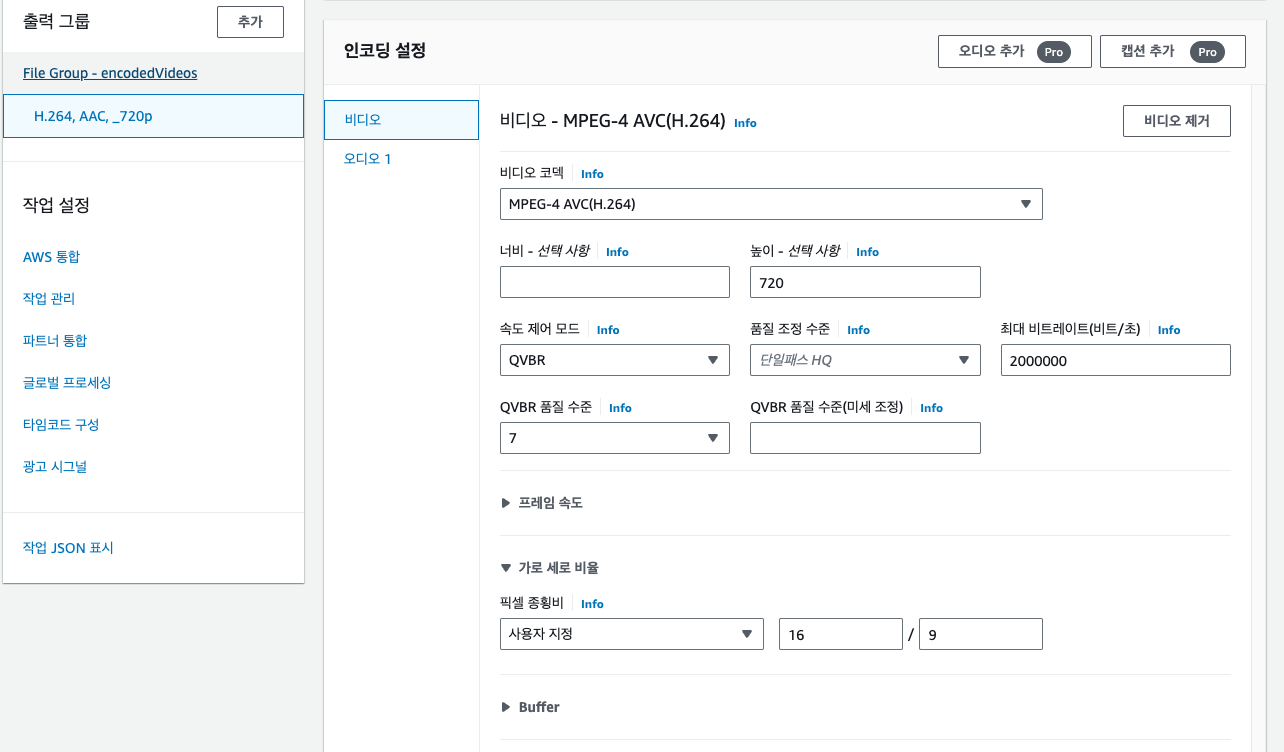 출력 그룹
추가
File Group - encodedVideos
H.264, AAC, _720p
작업 설정
AWS 통합
작업 관리
파트너 통합
글로벌 프로세싱
타임코드 구성
광고 시그널
작업 JSON 표시
인코딩 설정
오디오 추가 Pro
캡션 추가 Pro
비디오
오디오 1
비디오 - MPEG-4 AVC(H.264) Info
비디오 제거
비디오 코덱 Info
MPEG-4 AVC(H.264)
너비 - 선택 사항 Info
높이 - 선택 사항 Info
720
속도 제어 모드 Info
품질 조정 수준 Info
최대 비트레이트(비트/초) Info
QVBR
단일패스 HQ
2000000
QVBR 품질 수준 Info
QVBR 품질 수준(미세 조정) Info
7
프레임 속도
가로 세로 비율
픽셀 종횡비 Info
사용자 지정
16 / 9
Buffer